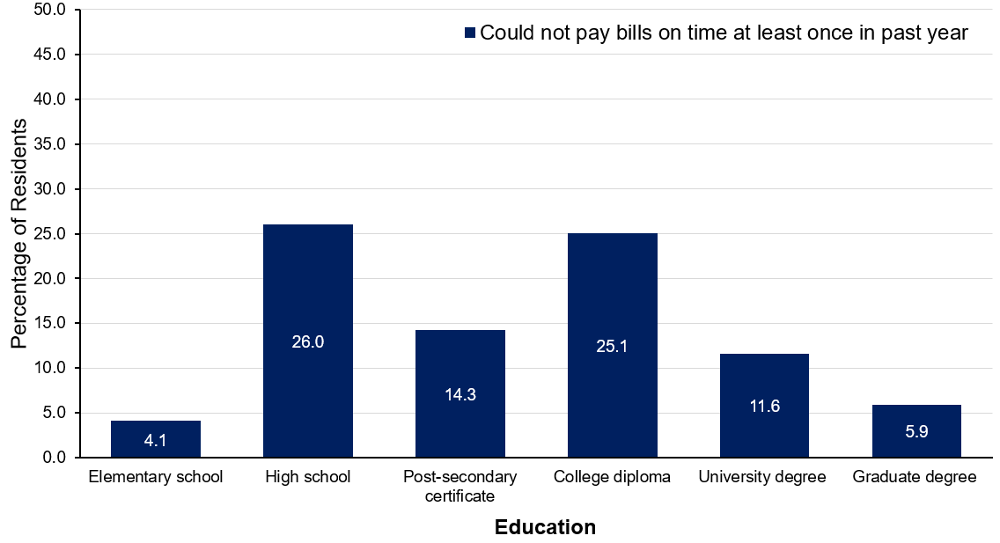 50.0
45.0
40.0
35.0
30.0
25.0
20.0
15.0
10.0
5.0
0.0
Percentage of Residents
Could not pay bills on time at least once in past year
4.1
26.0
14.3
25.1
11.6
5.9
Elementary school
High school
Post-secondary
certificate
College diploma
University degree
Graduate degree
Education